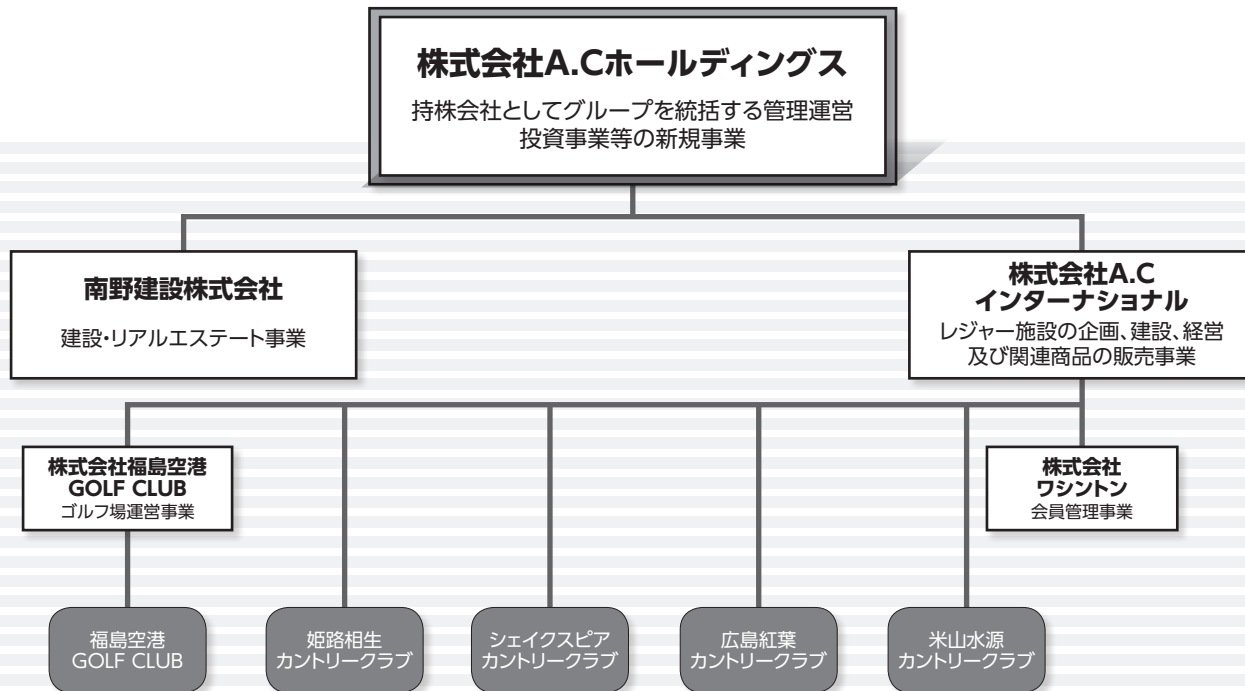 株式会社A.Cホールディングス
持株会社としてグループを統括する管理運営
投資事業等の新規事業
南野建設株式会社
建設・リアルエステート事業
株式会社A.C
インターナショナル
レジャー施設の企画、建設、経営
及び関連商品の販売事業
株式会社福島空港
GOLF CLUB
ゴルフ場運営事業
株式会社
ワシントン
会員管理事業
福島空港
GOLF CLUB
姫路相生
カントリークラブ
シェイクスピア
カントリークラブ
広島紅葉
カントリークラブ
米山水源
カントリークラブ